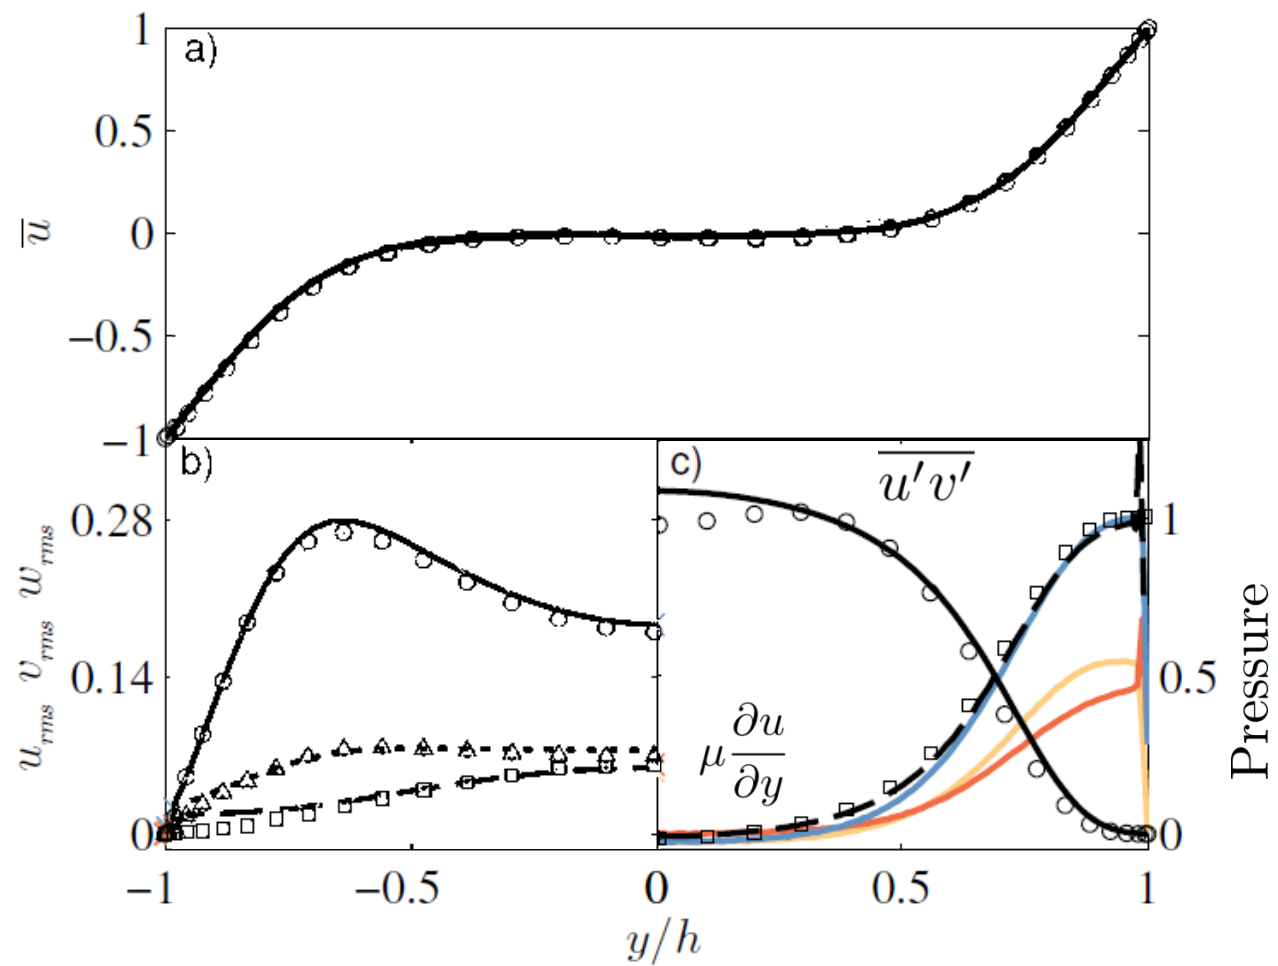 a)
1
0.5
0
−0.5
−1
u̅
b)
0.28
0.14
0
u_rms v_rms w_rms
c)
u′v′
μ ∂u/∂y
1
0.5
0
Pressure
−1 −0.5 0 0.5 1
y/h